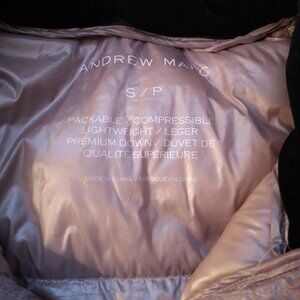 ANDREW MARC
S/P
PACKABLE / COMPRESSIBLE
LIGHTWEIGHT / LÉGER
PREMIUM DOWN / DUVET DE
QUALITÉ SUPÉRIEURE
MADE IN CHINA / FABRIQUÉ EN CHINE